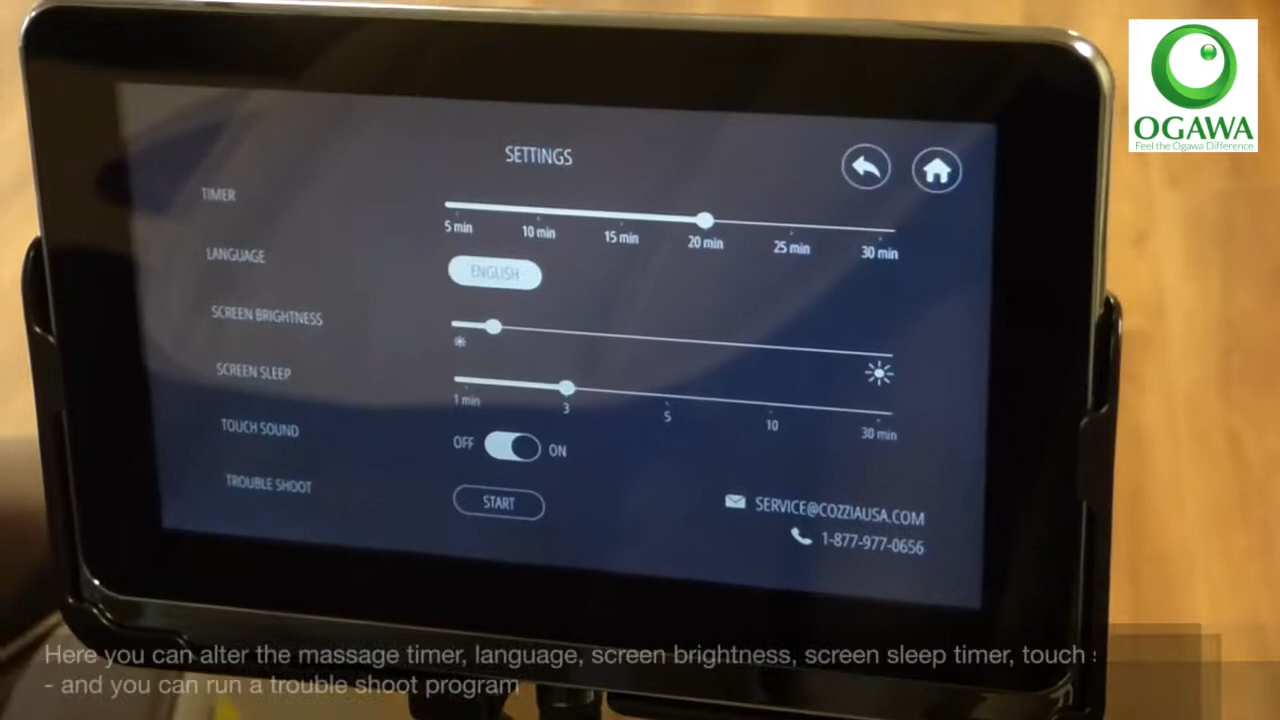 OGAWA
Feel the Ogawa Difference
SETTINGS
TIMER
5 min 10 min 15 min 20 min 25 min 30 min
LANGUAGE
ENGLISH
SCREEN BRIGHTNESS
SCREEN SLEEP
1 min 3 5 10 30 min
TOUCH SOUND
OFF ON
TROUBLE SHOOT
START
SERVICE@COZZIAUSA.COM
1-877-977-0656
Here you can alter the massage timer, language, screen brightness, screen sleep timer, touch
- and you can run a trouble shoot program